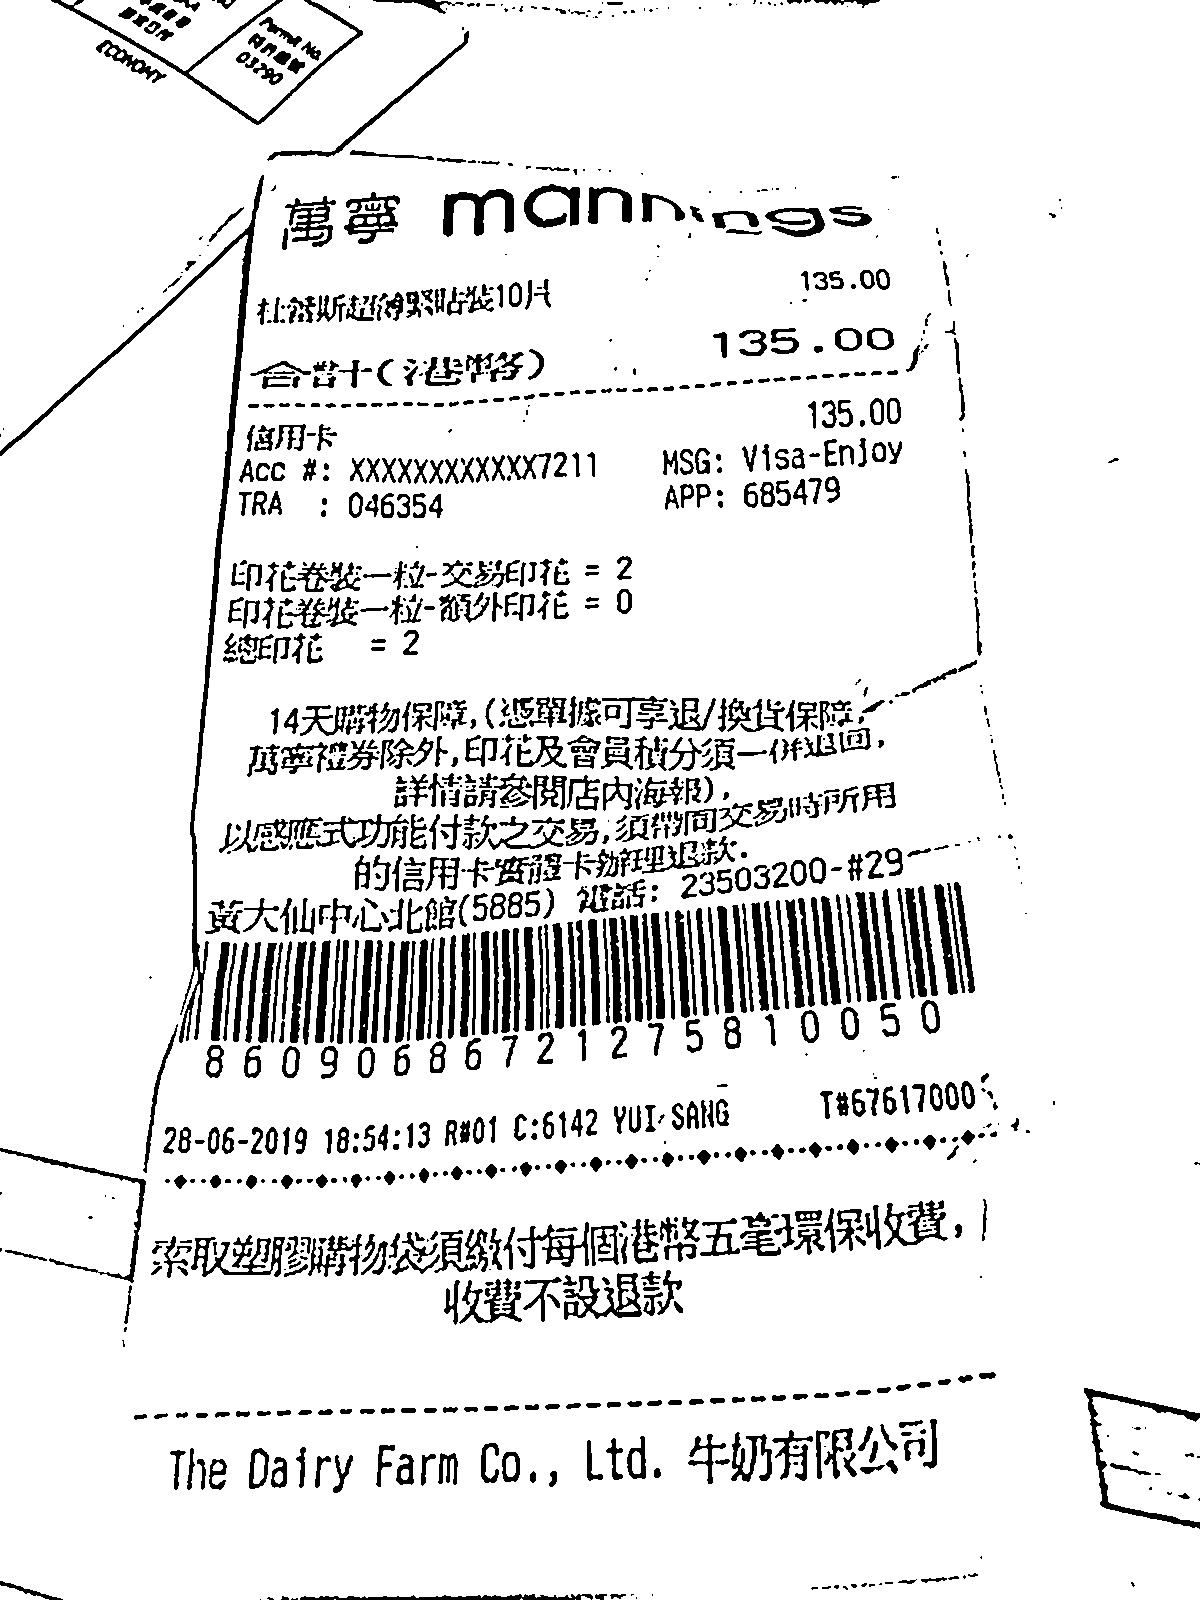 Permit No.
03290
ECONOMY
萬寧 mannings
杜蕾斯超薄緊貼裝10片 135.00
合計(港幣) 135.00
信用卡 135.00
Acc #: XXXXXXXXXXXX7211 MSG: Visa-Enjoy
TRA : 046354 APP: 685479
印花卷裝一粒-交易印花 = 2
印花卷裝一粒-額外印花 = 0
總印花 = 2
14天購物保障,(憑單據可享退/換貨保障,
萬寧禮券除外,印花及會員積分須一併退回,
詳情請參閱店內海報),
以感應式功能付款之交易,須帶同交易時所用
的信用卡實體卡辦理退款.
黃大仙中心北館(5885) 電話: 23503200-#29
86090686721275810050
28-06-2019 18:54:13 R#01 C:6142 YUI SANG T#67617000
索取塑膠購物袋須繳付每個港幣五毫環保收費,
收費不設退款
The Dairy Farm Co., Ltd. 牛奶有限公司